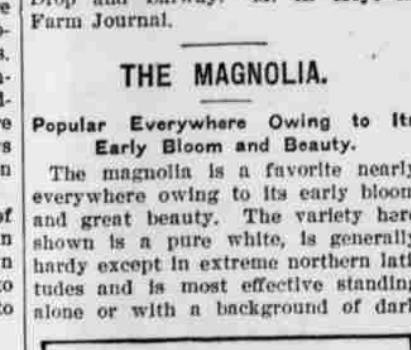 Farm Journal.
THE MAGNOLIA.
Popular Everywhere Owing to Its
Early Bloom and Beauty.
The magnolia is a favorite nearly
everywhere owing to its early bloom
and great beauty. The variety here
shown is a pure white, is generally
hardy except in extreme northern lati
tudes and is most effective standing
alone or with a background of dark